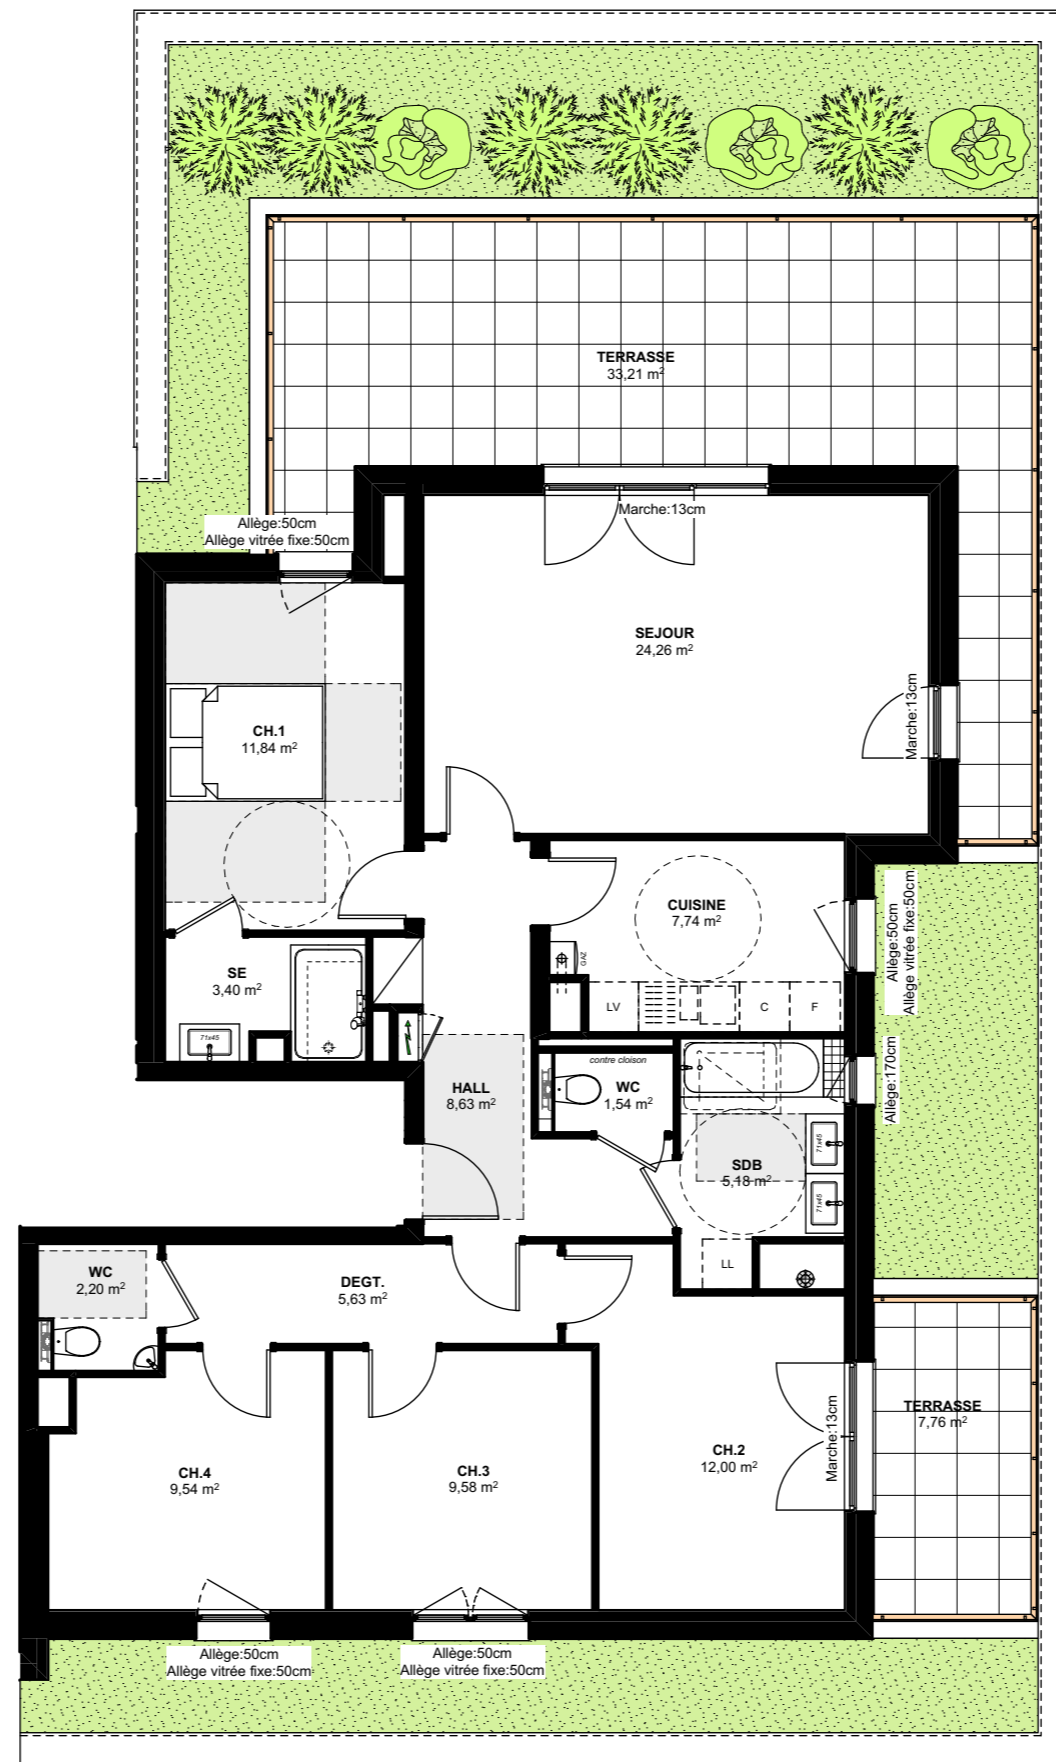 TERRASSE
33,21 m²
Allège:50cm
Allège vitrée fixe:50cm
Marche:13cm
SEJOUR
24,26 m²
Marche:13cm
CH.1
11,84 m²
CUISINE
7,74 m²
Allège:50cm
Allège vitrée fixe:50cm
GAZ
SE
3,40 m²
LV
C
F
71x45
contre cloison
HALL
8,63 m²
WC
1,54 m²
Allège:170cm
71x45
SDB
5,18 m²
71x45
LL
WC
2,20 m²
DEGT.
5,63 m²
TERRASSE
7,76 m²
Marche:13cm
CH.2
12,00 m²
CH.4
9,54 m²
CH.3
9,58 m²
Allège:50cm
Allège vitrée fixe:50cm
Allège:50cm
Allège vitrée fixe:50cm